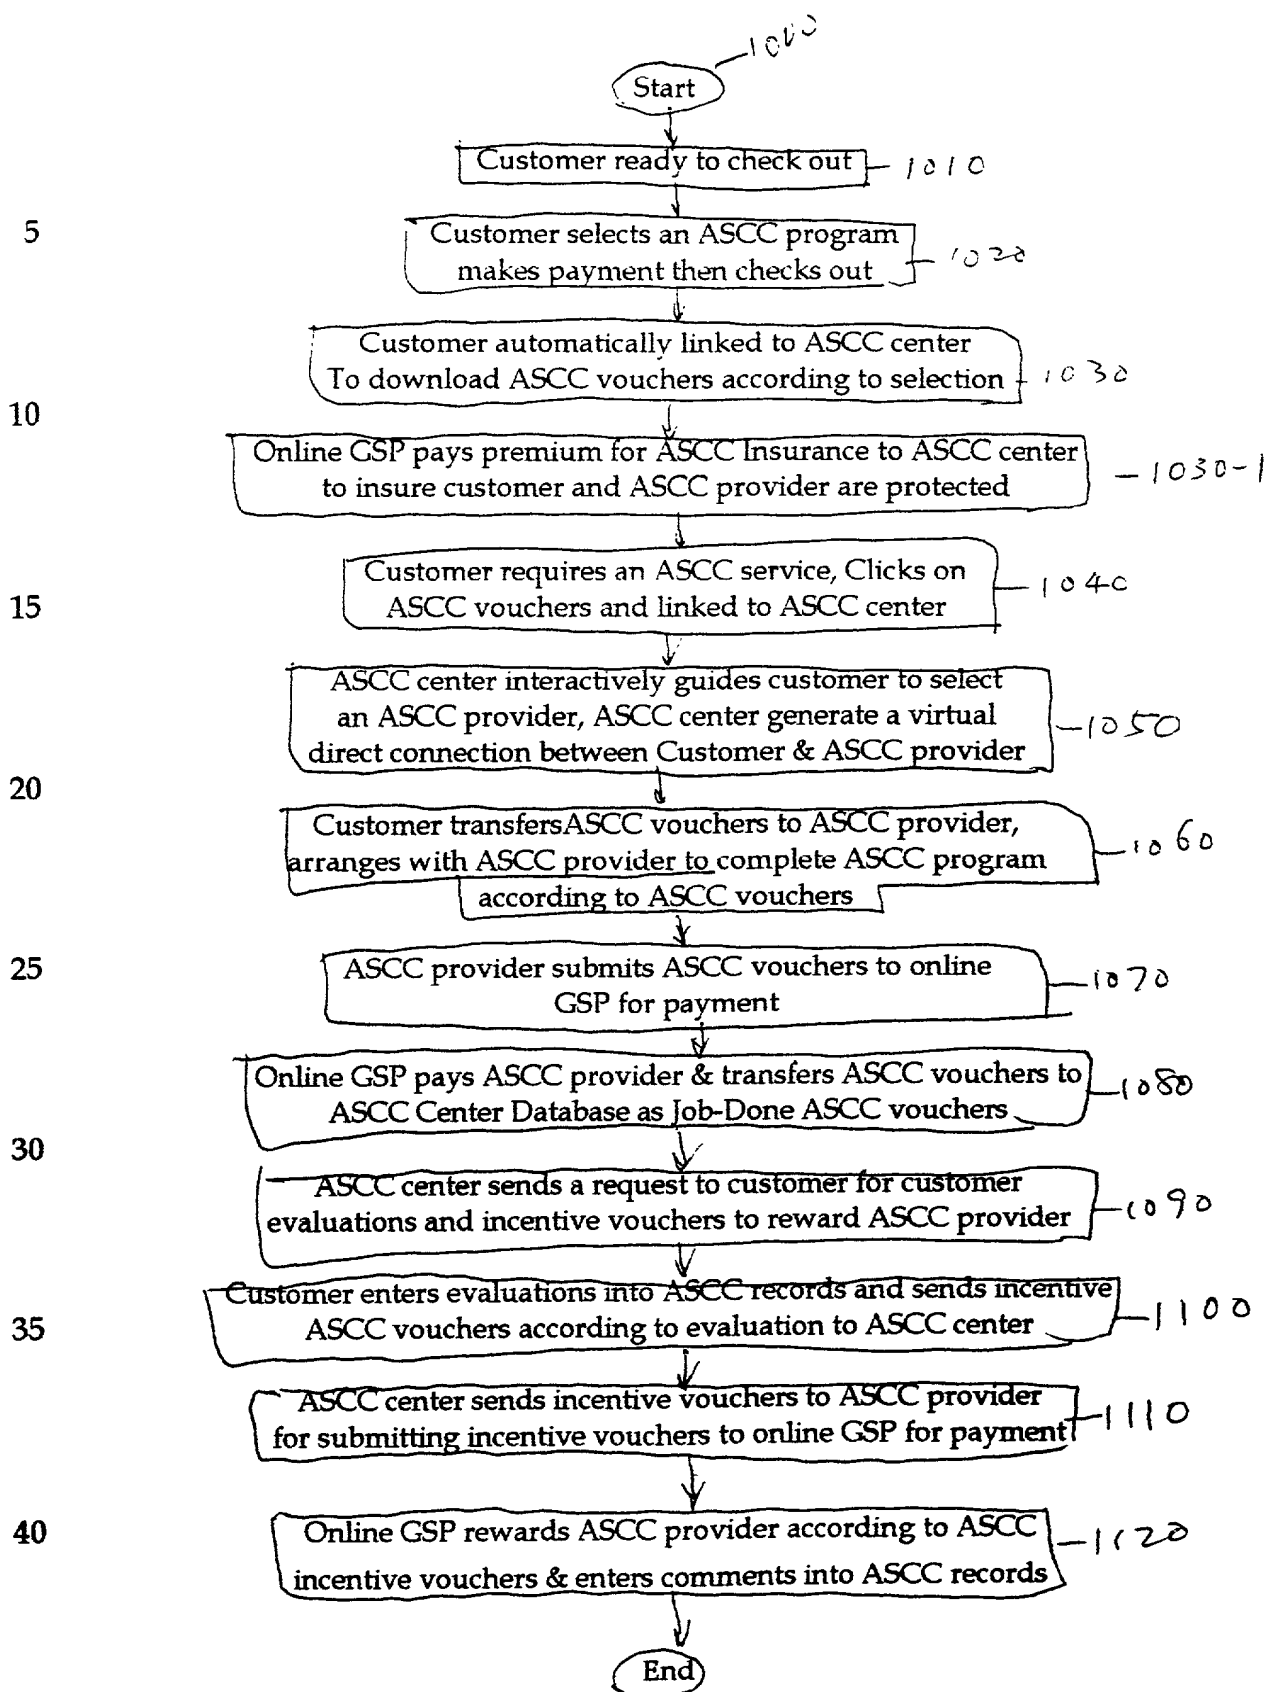 1000
Start
Customer ready to check out 1010
5 Customer selects an ASCC program
makes payment then checks out 1020
Customer automatically linked to ASCC center
To download ASCC vouchers according to selection 1030
10
Online GSP pays premium for ASCC Insurance to ASCC center
to insure customer and ASCC provider are protected 1030-1
Customer requires an ASCC service, Clicks on 1040
15 ASCC vouchers and linked to ASCC center
ASCC center interactively guides customer to select
an ASCC provider, ASCC center generate a virtual 1050
direct connection between Customer & ASCC provider
20
Customer transfersASCC vouchers to ASCC provider,
arranges with ASCC provider to complete ASCC program 1060
according to ASCC vouchers
25 ASCC provider submits ASCC vouchers to online 1070
GSP for payment
Online GSP pays ASCC provider & transfers ASCC vouchers to 1080
ASCC Center Database as Job-Done ASCC vouchers
30
ASCC center sends a request to customer for customer
evaluations and incentive vouchers to reward ASCC provider 1090
Customer enters evaluations into ASCC records and sends incentive 1100
35 ASCC vouchers according to evaluation to ASCC center
ASCC center sends incentive vouchers to ASCC provider 1110
for submitting incentive vouchers to online GSP for payment
40 Online GSP rewards ASCC provider according to ASCC 1120
incentive vouchers & enters comments into ASCC records
End